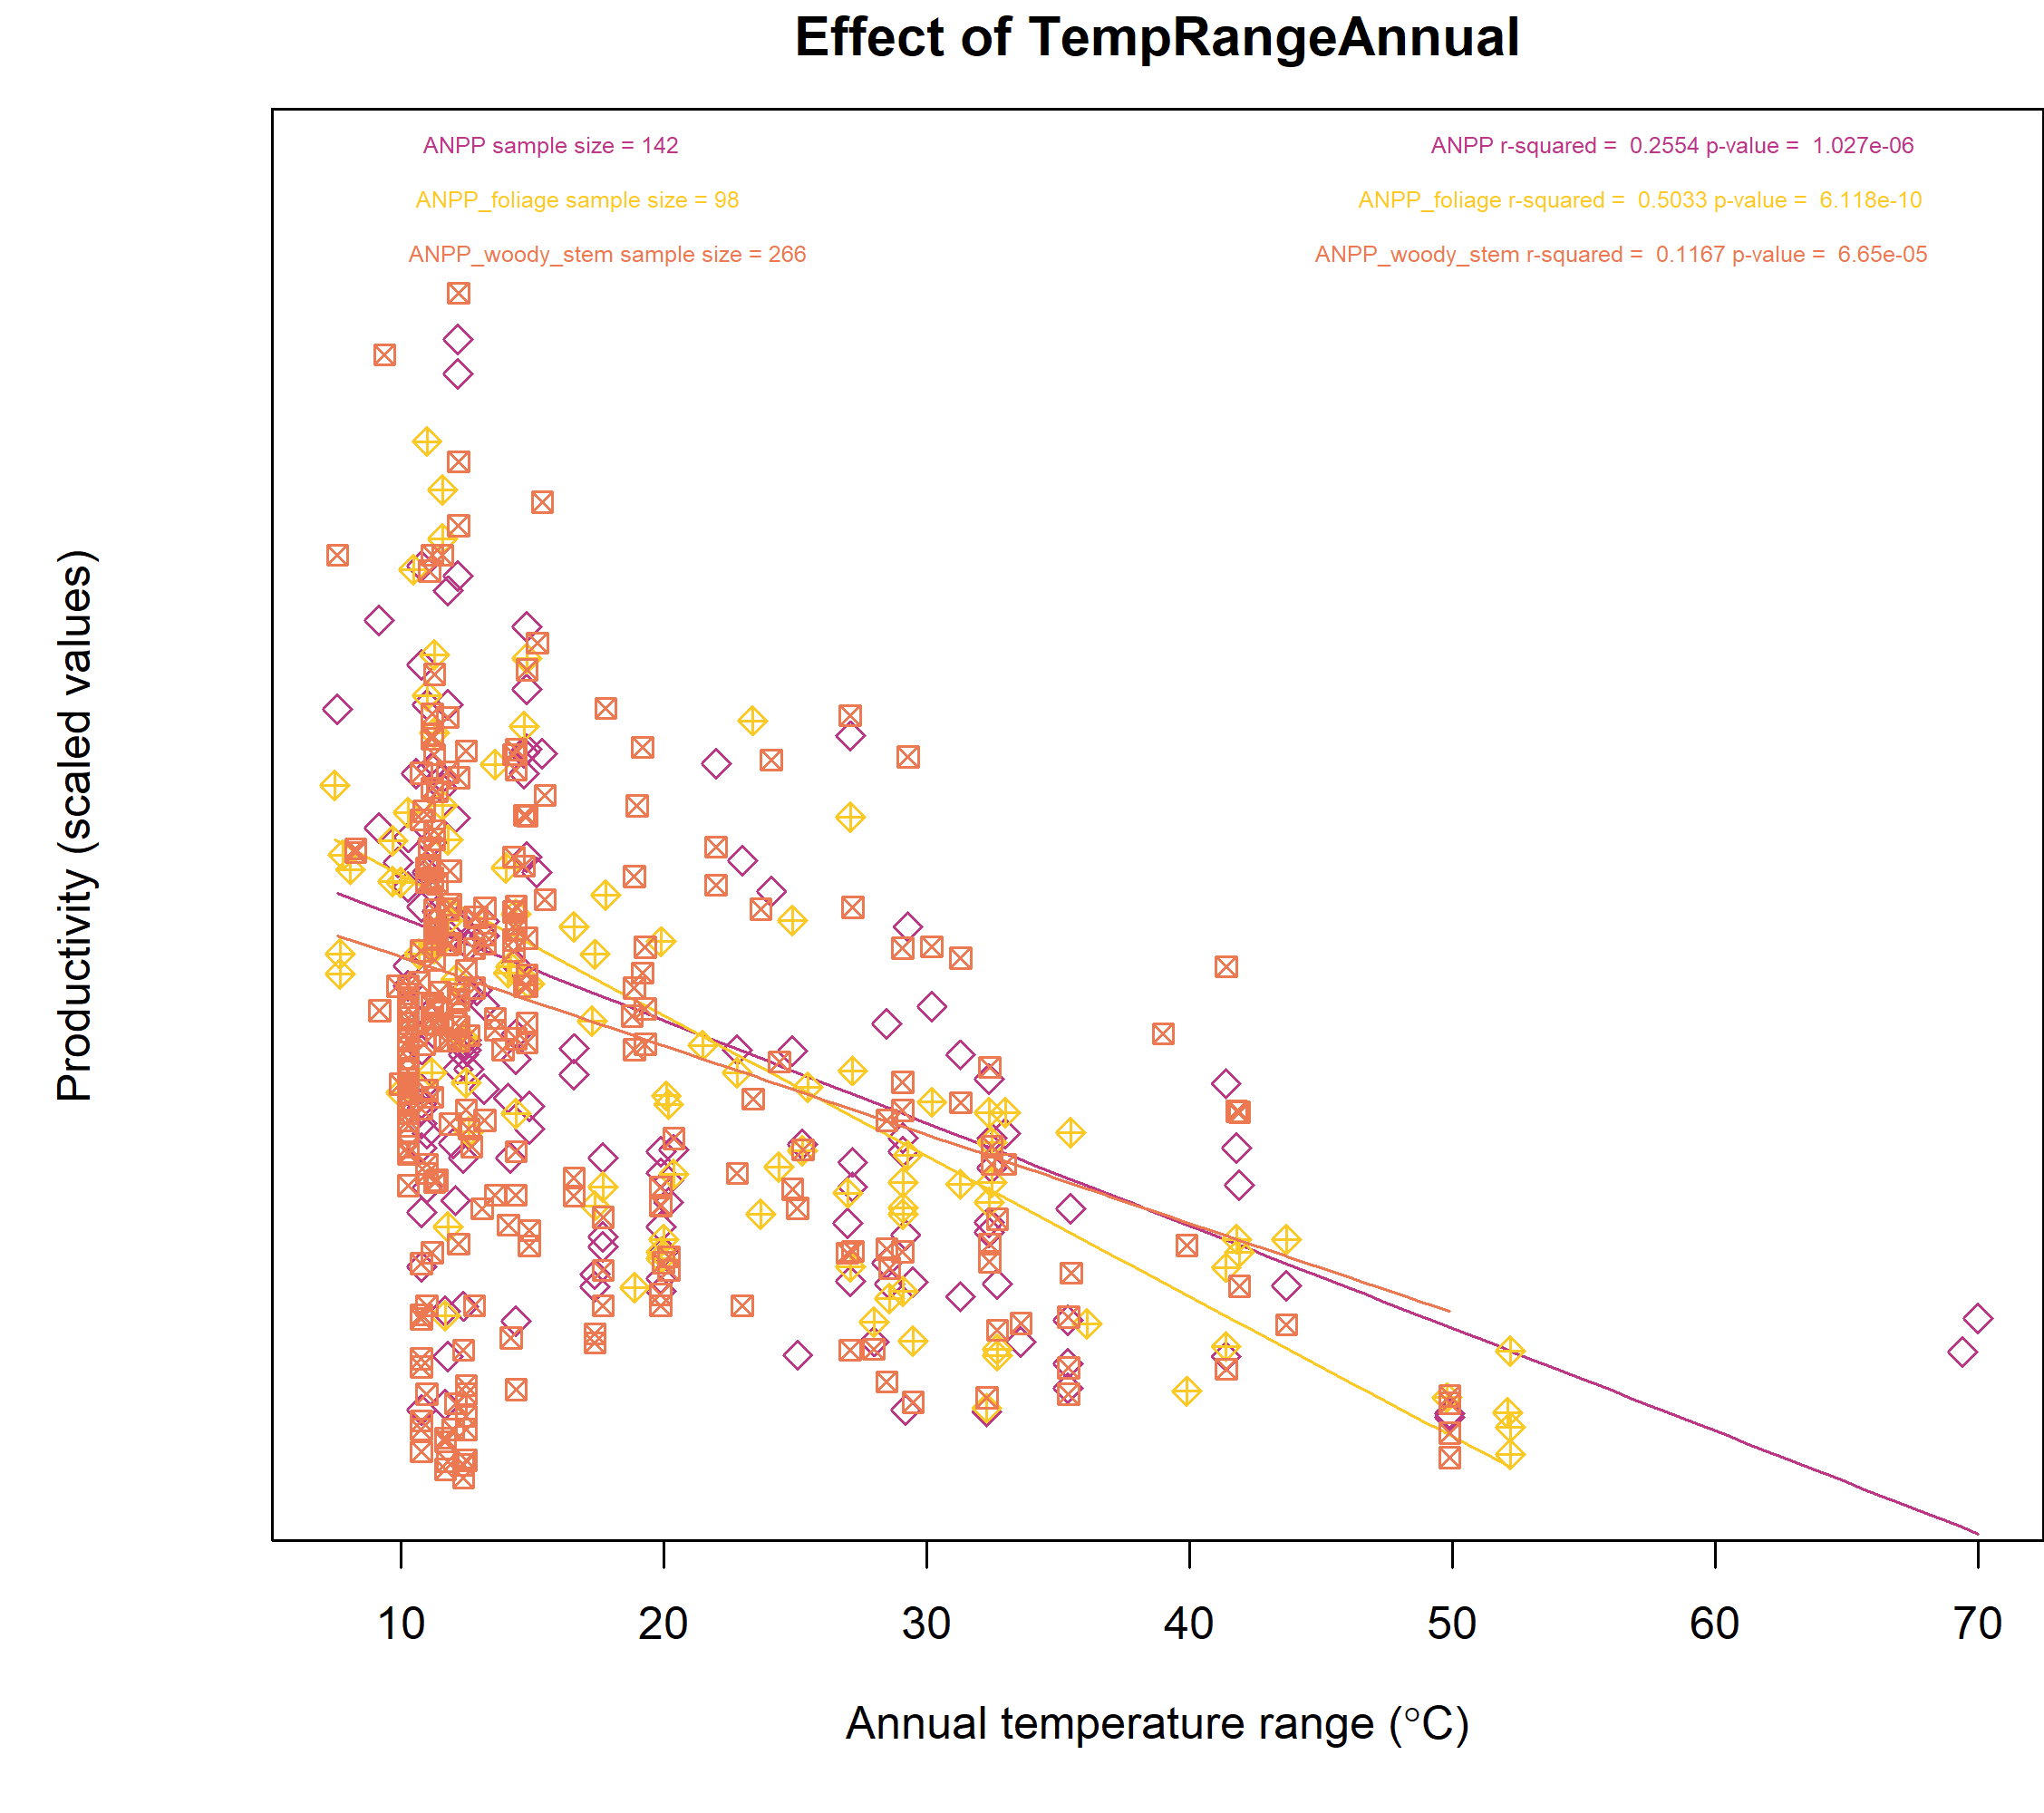 Effect of TempRangeAnnual
ANPP sample size = 142
ANPP r-squared =  0.2554 p-value =  1.027e-06
ANPP_foliage sample size = 98
ANPP_foliage r-squared =  0.5033 p-value =  6.118e-10
ANPP_woody_stem sample size = 266
ANPP_woody_stem r-squared =  0.1167 p-value =  6.65e-05
Productivity (scaled values)
10 20 30 40 50 60 70
Annual temperature range (°C)